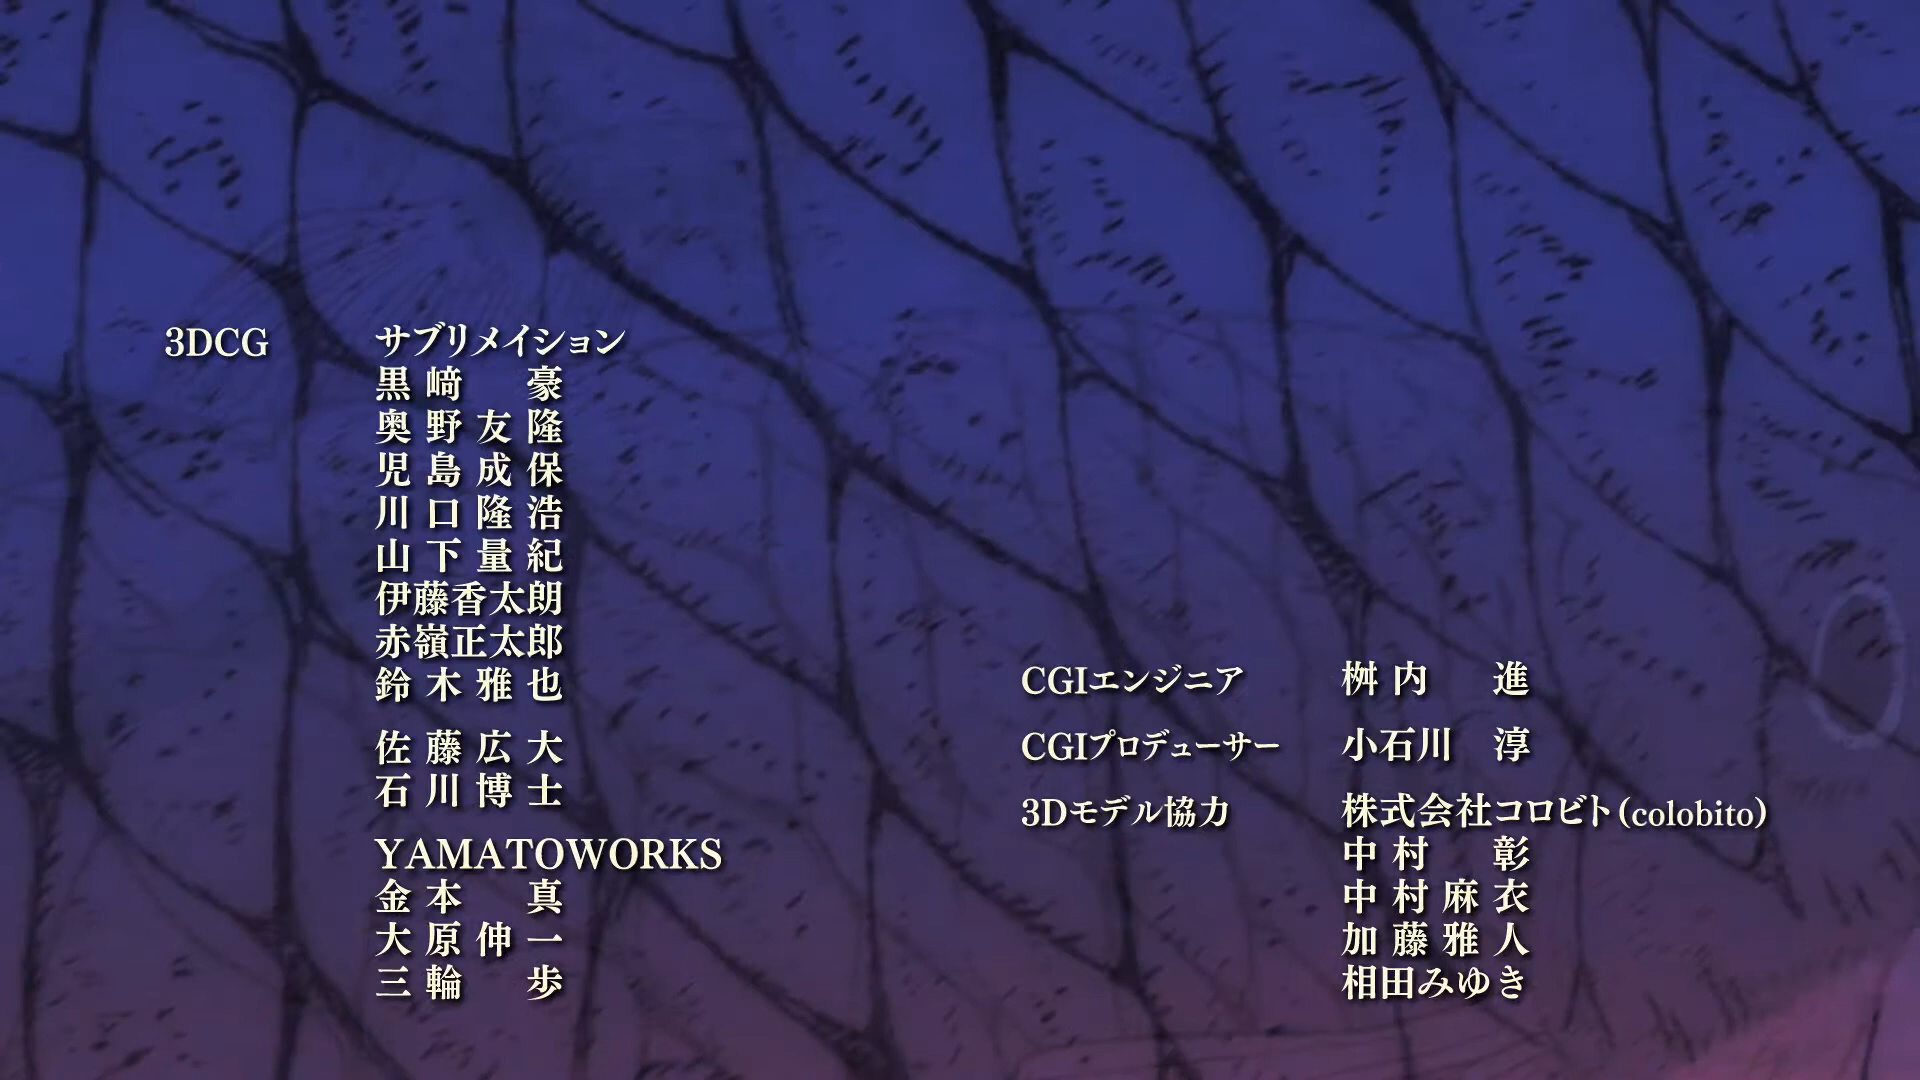 3DCG サブリメイション
黒﨑 豪
奥野友隆
児島成保
川口隆浩
山下量紀
伊藤香太朗
赤嶺正太郎
鈴木雅也
佐藤広大
石川博士
YAMATOWORKS
金本 真
大原伸一
三輪 歩
CGIエンジニア 桝内 進
CGIプロデューサー 小石川 淳
3Dモデル協力 株式会社コロビト(colobito)
中村 彰
中村麻衣
加藤雅人
相田みゆき